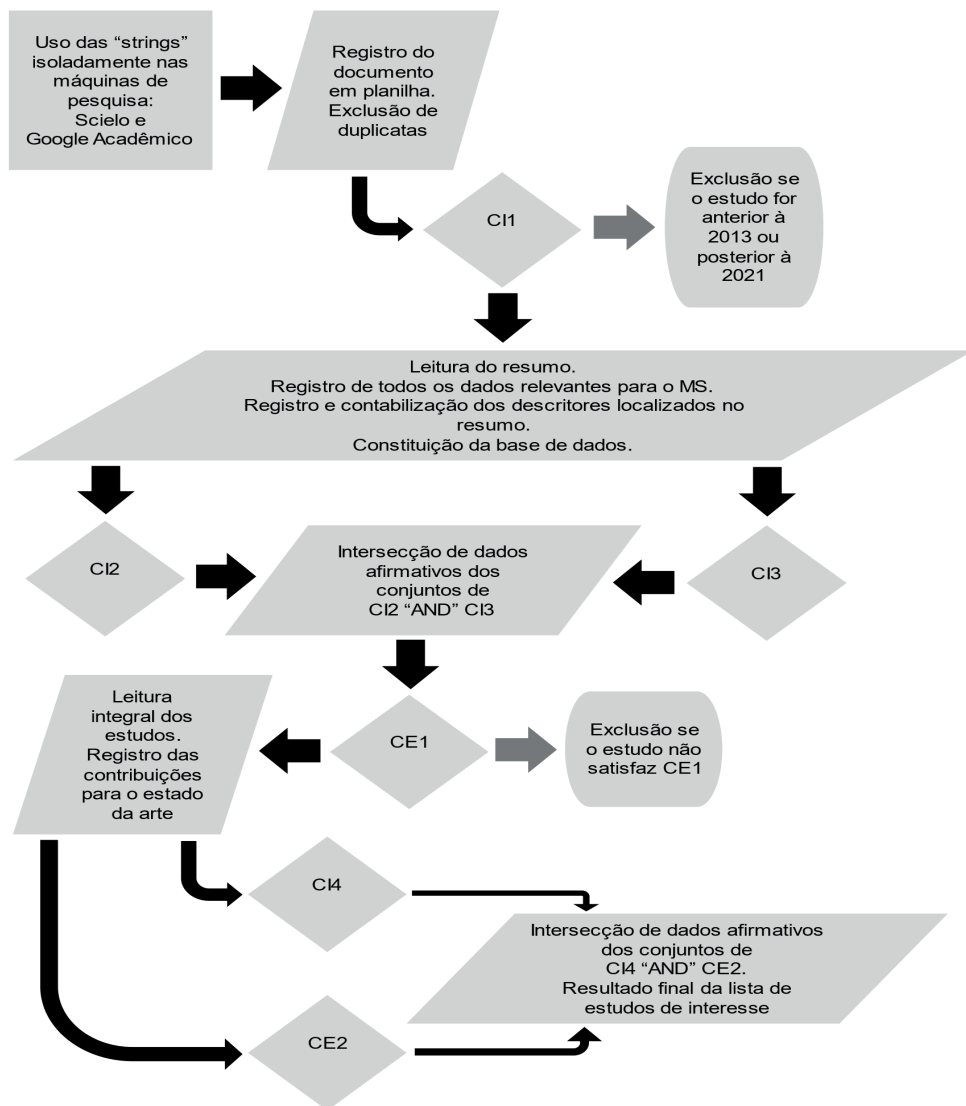 Uso das “strings”
isoladamente nas
máquinas de
pesquisa:
Scielo e
Google Acadêmico
Registro do
documento
em planilha.
Exclusão de
duplicatas
CI1
Exclusão se
o estudo for
anterior à
2013 ou
posterior à
2021
Leitura do resumo.
Registro de todos os dados relevantes para o MS.
Registro e contabilização dos descritores localizados no
resumo.
Constituição da base de dados.
CI2
Intersecção de dados
afirmativos dos
conjuntos de
CI2 “AND” CI3
CI3
Leitura
integral dos
estudos.
Registro das
contribuições
para o estado
da arte
CE1
Exclusão se
o estudo não
satisfaz CE1
CI4
Intersecção de dados afirmativos
dos conjuntos de
CI4 “AND” CE2.
Resultado final da lista de
estudos de interesse
CE2